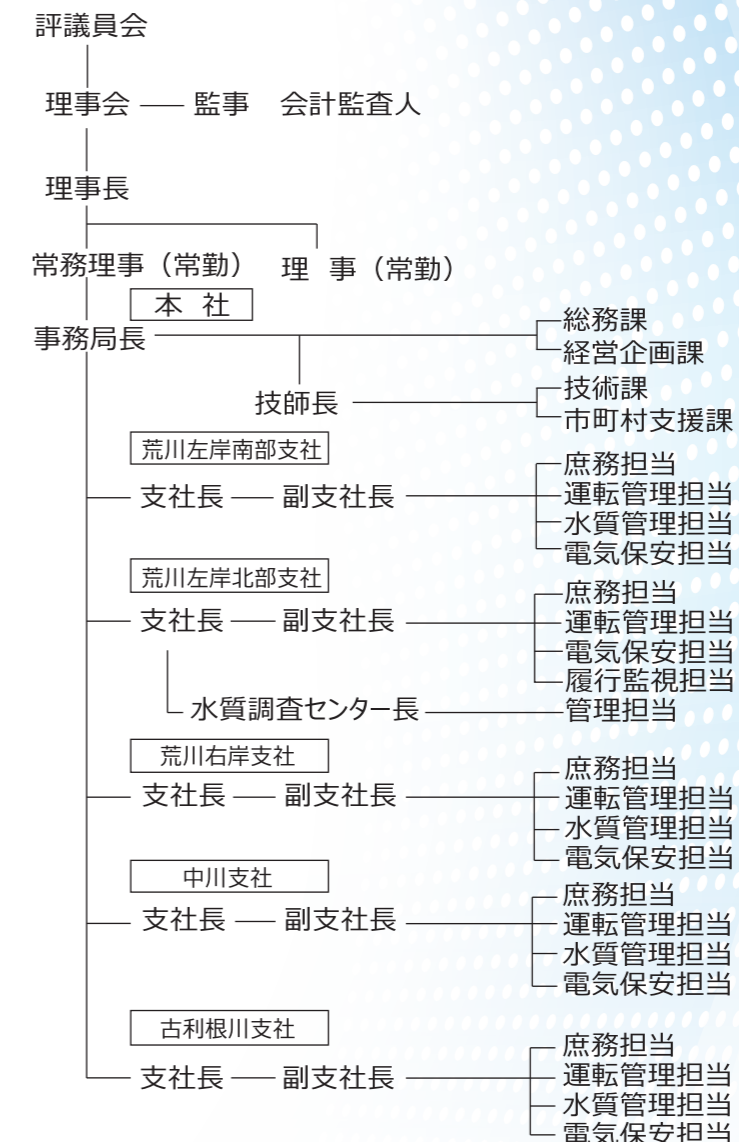 評議員会
理事会 監事 会計監査人
理事長
常務理事（常勤） 理 事（常勤）
本 社
事務局長
総務課
経営企画課
技師長
技術課
市町村支援課
荒川左岸南部支社
支社長 副支社長
庶務担当
運転管理担当
水質管理担当
電気保安担当
荒川左岸北部支社
支社長 副支社長
庶務担当
運転管理担当
電気保安担当
履行監視担当
水質調査センター長 管理担当
荒川右岸支社
支社長 副支社長
庶務担当
運転管理担当
水質管理担当
電気保安担当
中川支社
支社長 副支社長
庶務担当
運転管理担当
水質管理担当
電気保安担当
古利根川支社
支社長 副支社長
庶務担当
運転管理担当
水質管理担当
電気保安担当